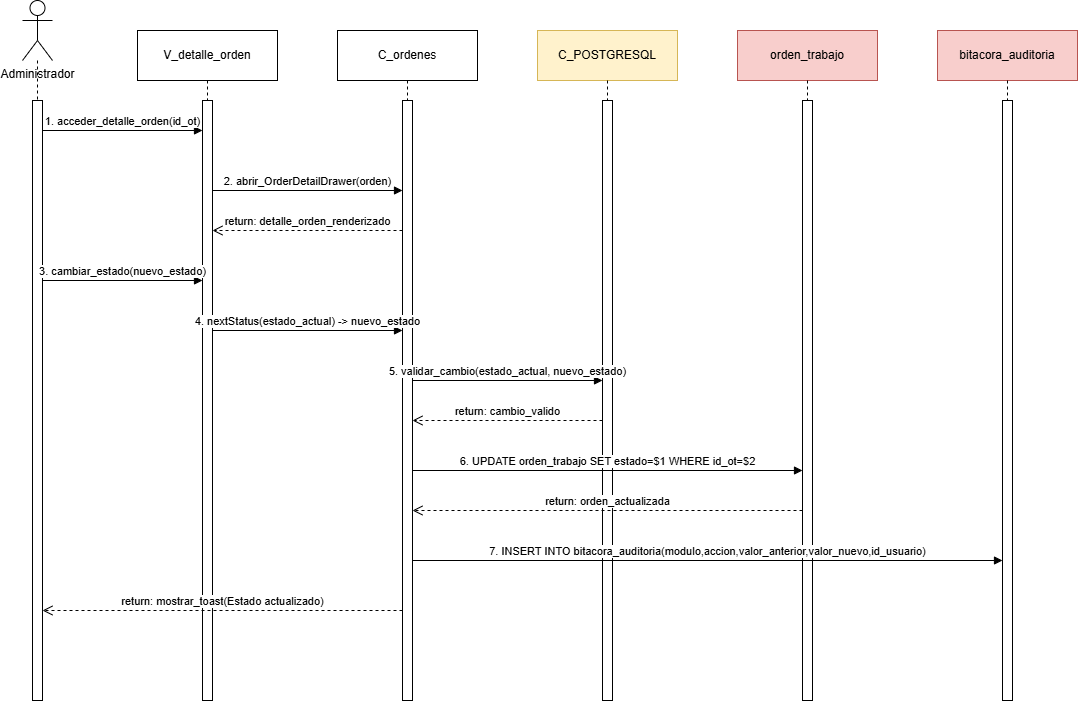 Administrador
V_detalle_orden
C_ordenes
C_POSTGRESQL
orden_trabajo
bitacora_auditoria
1. acceder_detalle_orden(id_ot)
2. abrir_OrderDetailDrawer(orden)
return: detalle_orden_renderizado
3. cambiar_estado(nuevo_estado)
4. nextStatus(estado_actual) -> nuevo_estado
5. validar_cambio(estado_actual, nuevo_estado)
return: cambio_valido
6. UPDATE orden_trabajo SET estado=$1 WHERE id_ot=$2
return: orden_actualizada
7. INSERT INTO bitacora_auditoria(modulo,accion,valor_anterior,valor_nuevo,id_usuario)
return: mostrar_toast(Estado actualizado)